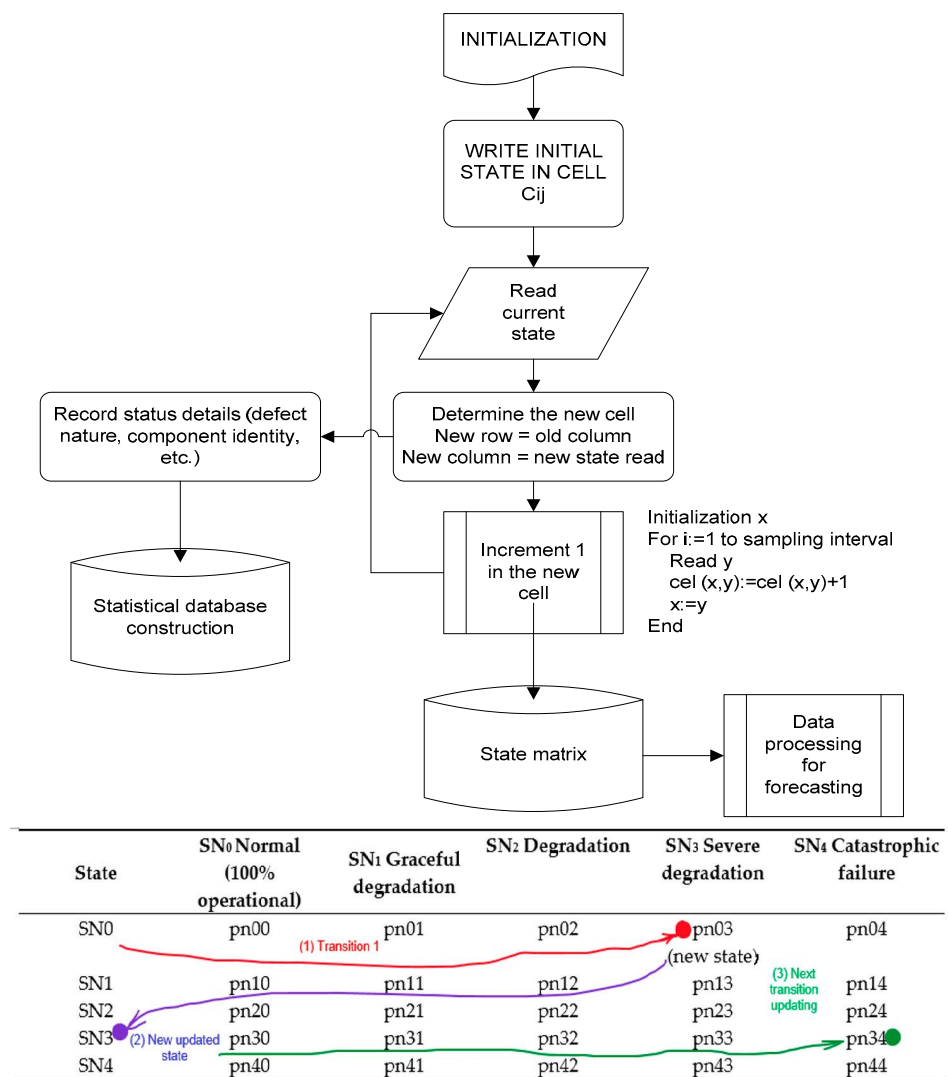 INITIALIZATION
WRITE INITIAL
STATE IN CELL
Cij
Read
current
state
Record status details (defect
nature, component identity,
etc.)
Determine the new cell
New row = old column
New column = new state read
Statistical database
construction
Increment 1
in the new
cell
Initialization x
For i:=1 to sampling interval
Read y
cel (x,y):=cel (x,y)+1
x:=y
End
State matrix
Data
processing
for
forecasting
State
SN0 Normal
(100%
operational)
SN1 Graceful
degradation
SN2 Degradation
SN3 Severe
degradation
SN4 Catastrophic
failure
SN0 pn00 pn01 pn02 pn03 pn04
(1) Transition 1
(new state)
SN1 pn10 pn11 pn12 pn13 pn14
(3) Next
transition
updating
SN2 pn20 pn21 pn22 pn23 pn24
SN3 pn30 pn31 pn32 pn33 pn34
(2) New updated
state
SN4 pn40 pn41 pn42 pn43 pn44